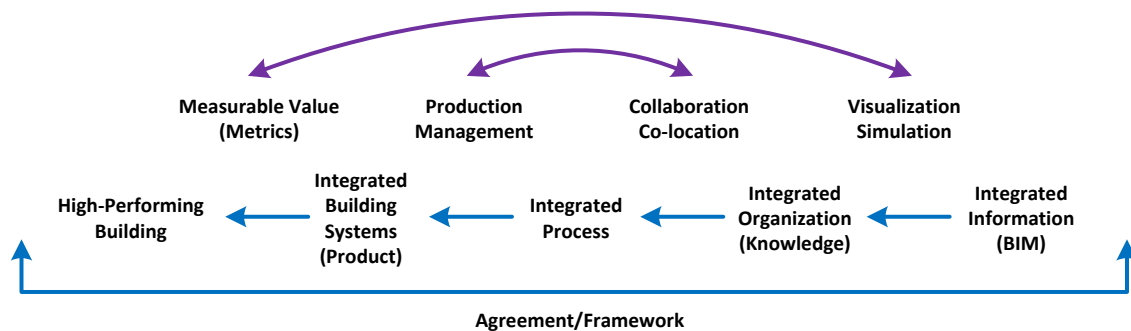 Measurable Value
(Metrics)
Production
Management
Collaboration
Co-location
Visualization
Simulation
High-Performing
Building
Integrated
Building
Systems
(Product)
Integrated
Process
Integrated
Organization
(Knowledge)
Integrated
Information
(BIM)
Agreement/Framework